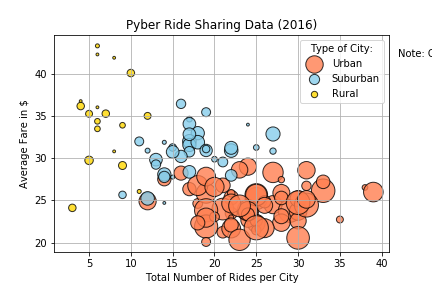 Pyber Ride Sharing Data (2016)
Type of City:
Urban
Suburban
Rural
Note:
Average Fare in $
40
35
30
25
20
5
10
15
20
25
30
35
40
Total Number of Rides per City